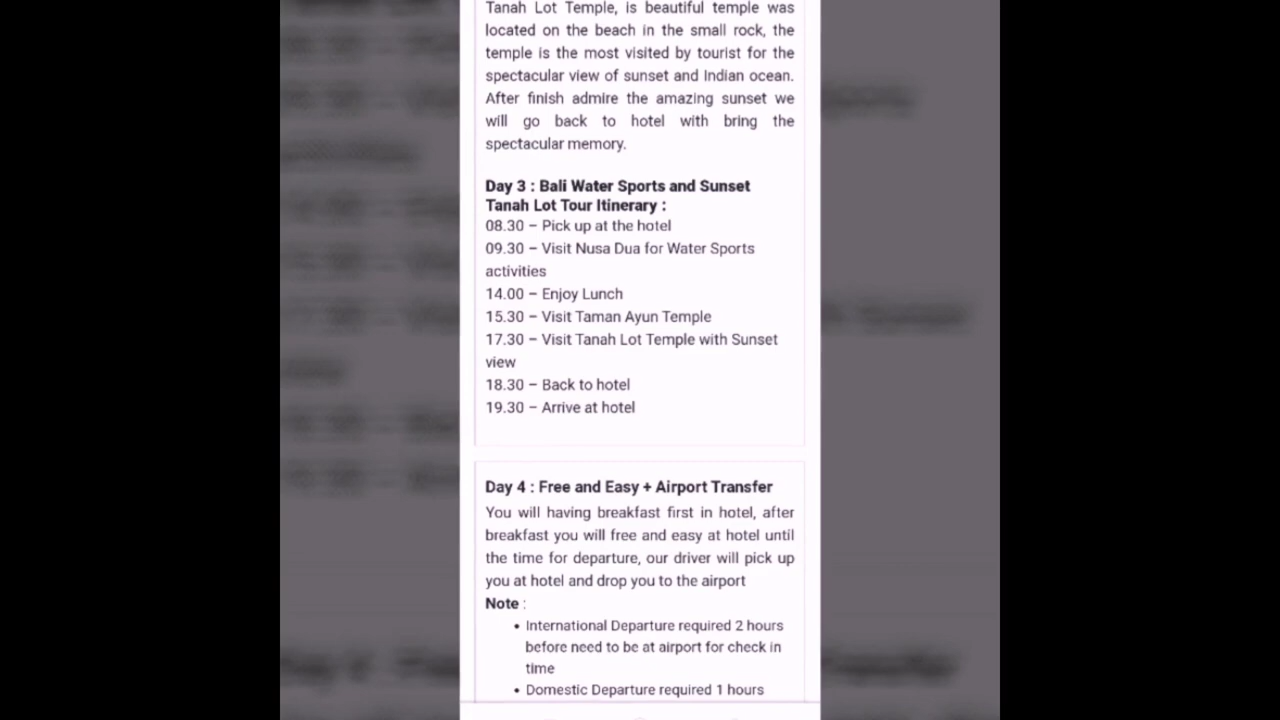 Tanah Lot Temple, is beautiful temple was
located on the beach in the small rock, the
temple is the most visited by tourist for the
spectacular view of sunset and Indian ocean.
After finish admire the amazing sunset we
will go back to hotel with bring the
spectacular memory.
Day 3 : Bali Water Sports and Sunset
Tanah Lot Tour Itinerary :
08.30 – Pick up at the hotel
09.30 – Visit Nusa Dua for Water Sports
activities
14.00 – Enjoy Lunch
15.30 – Visit Taman Ayun Temple
17.30 – Visit Tanah Lot Temple with Sunset
view
18.30 – Back to hotel
19.30 – Arrive at hotel
Day 4 : Free and Easy + Airport Transfer
You will having breakfast first in hotel, after
breakfast you will free and easy at hotel until
the time for departure, our driver will pick up
you at hotel and drop you to the airport
Note :
• International Departure required 2 hours
before need to be at airport for check in
time
• Domestic Departure required 1 hours